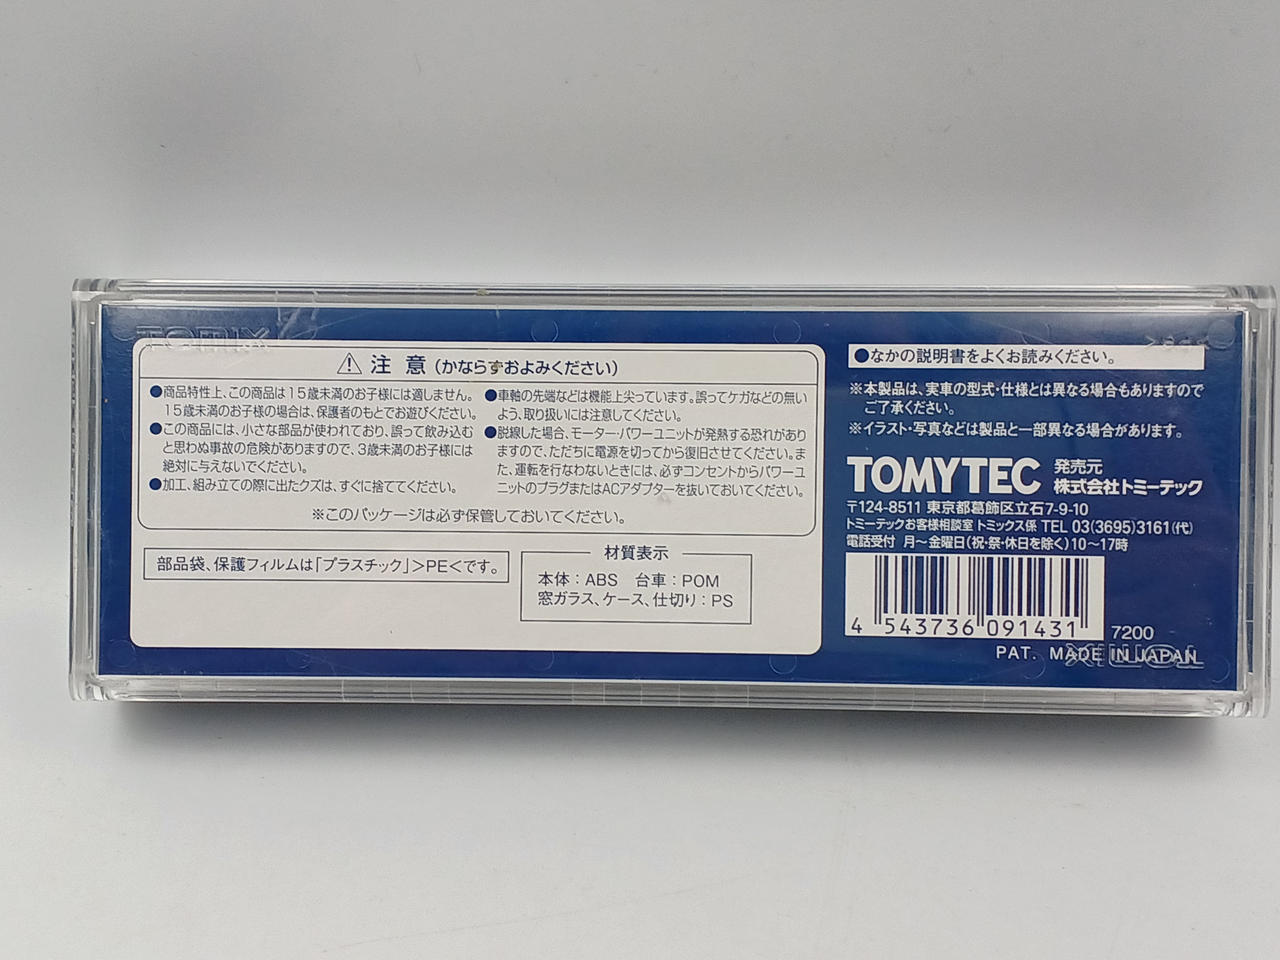 TOMIX
⚠ 注 意 (かならずおよみください)
●商品特性上、この商品は15歳未満のお子様には適しません。
15歳未満のお子様の場合は、保護者のもとでお遊びください。
●この商品には、小さな部品が使われており、誤って飲み込む
と思わぬ事故の危険がありますので、3歳未満のお子様には
絶対に与えないでください。
●加工、組み立ての際に出たクズは、すぐに捨ててください。
●車軸の先端などは機能上尖っています。誤ってケガなどの無い
よう、取り扱いには注意してください。
●脱線した場合、モーター・パワーユニットが発熱する恐れがあり
ますので、ただちに電源を切ってから復旧させてください。ま
た、運転を行なわないときには、必ずコンセントからパワーユ
ニットのプラグまたはACアダプターを抜いておいてください。
※このパッケージは必ず保管しておいてください。
部品袋、保護フィルムは「プラスチック」>PE<です。
材質表示
本体：ABS 台車：POM
窓ガラス、ケース、仕切り：PS
●なかの説明書をよくお読みください。
※本製品は、実車の型式・仕様とは異なる場合もありますので
ご了承ください。
※イラスト・写真などは製品と一部異なる場合があります。
TOMYTEC 発売元
株式会社トミーテック
〒124-8511 東京都葛飾区立石7-9-10
トミーテックお客様相談室 トミックス係 TEL 03(3695)3161(代)
電話受付 月～金曜日(祝・祭・休日を除く)10～17時
4 543736 091431
7200
PAT. MADE IN JAPAN
TOMIX